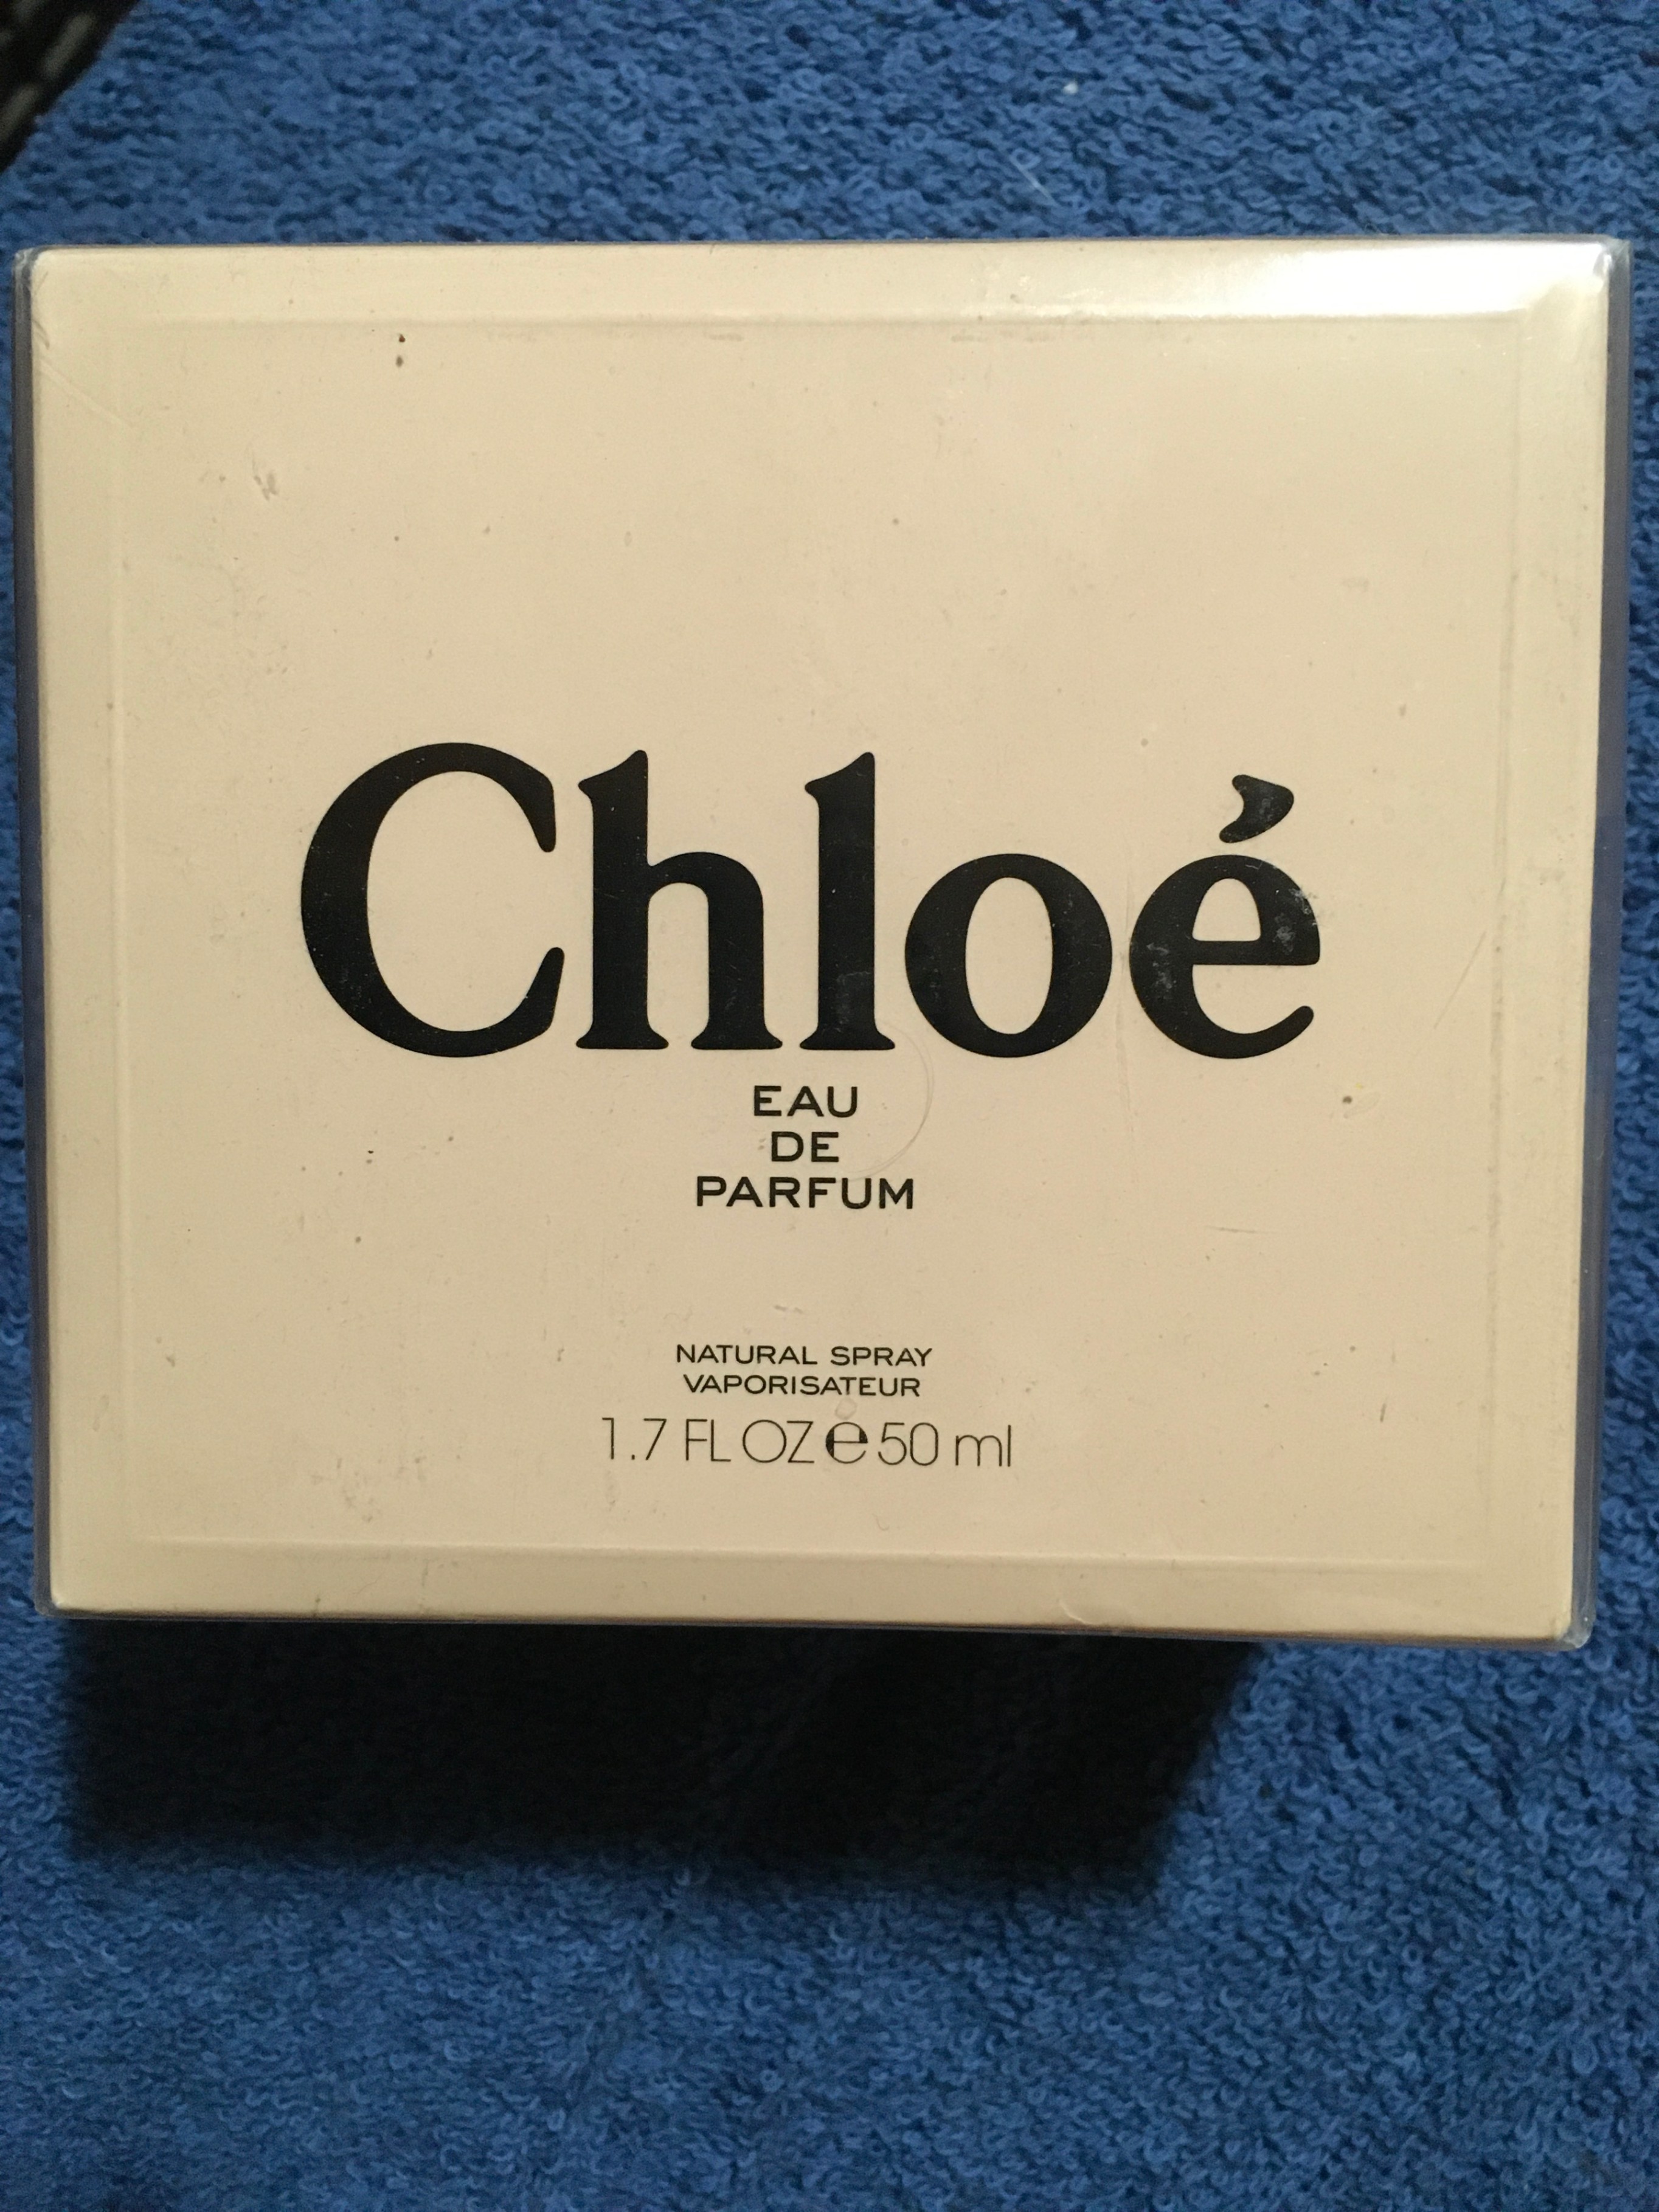 Chloé
EAU
DE
PARFUM
NATURAL SPRAY
VAPORISATEUR
1.7 FL OZ ℮ 50 ml